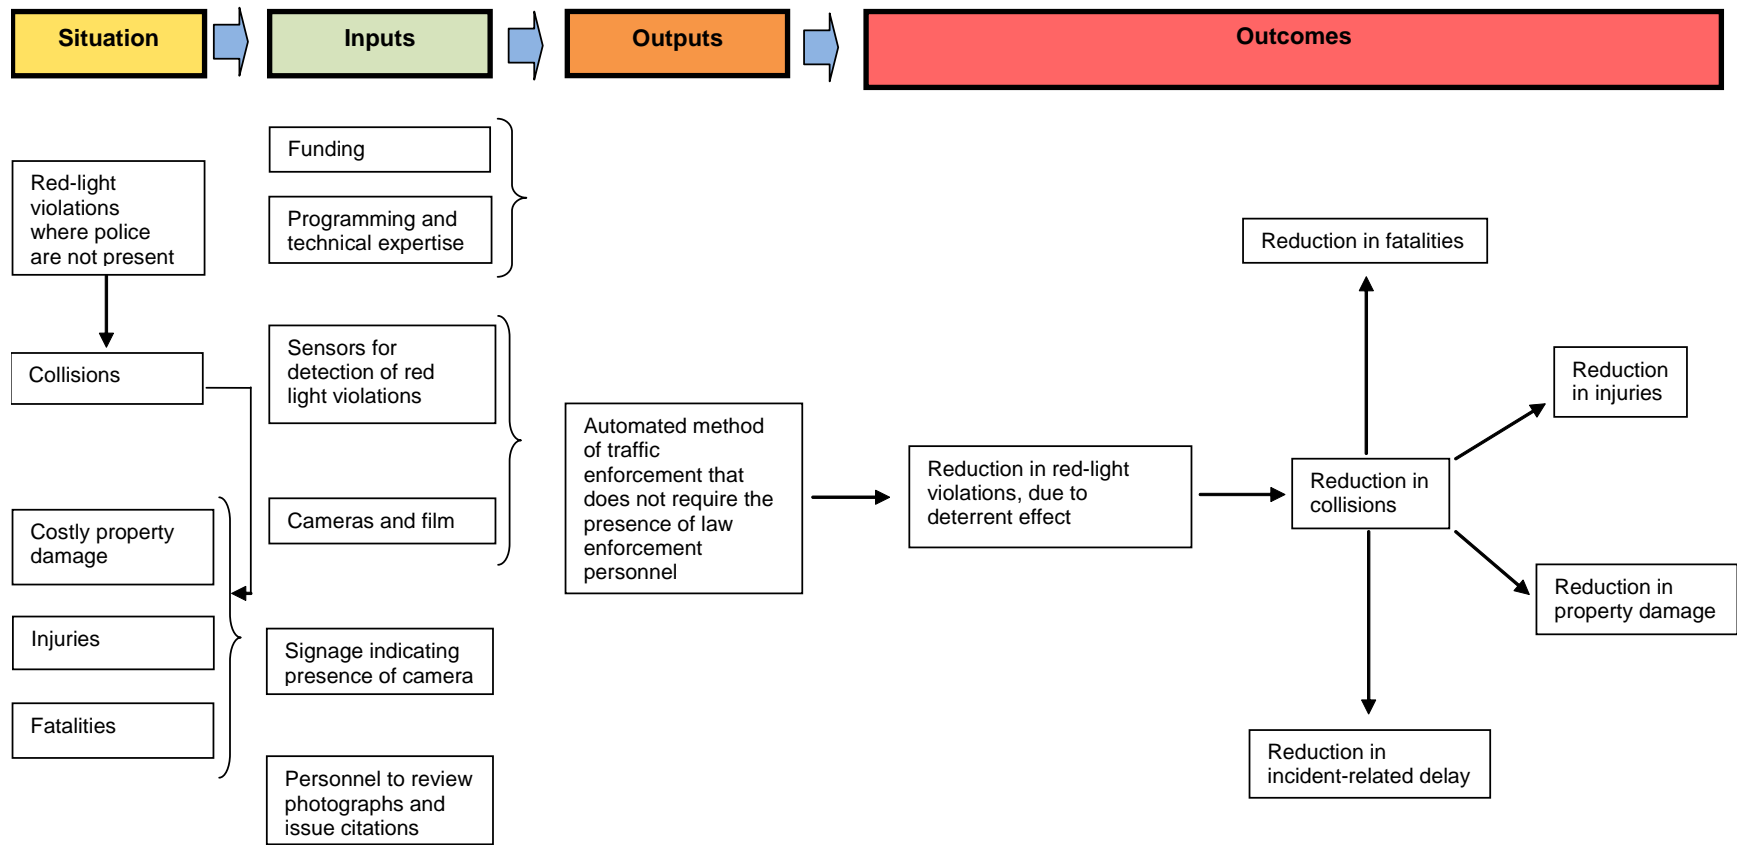 Situation
Inputs
Outputs
Outcomes
Red-light
violations
where police
are not present
Collisions
Costly property
damage
Injuries
Fatalities
Funding
Programming and
technical expertise
Sensors for
detection of red
light violations
Cameras and film
Signage indicating
presence of camera
Personnel to review
photographs and
issue citations
Automated method
of traffic
enforcement that
does not require the
presence of law
enforcement
personnel
Reduction in red-light
violations, due to
deterrent effect
Reduction in
collisions
Reduction in fatalities
Reduction
in injuries
Reduction in
property damage
Reduction in
incident-related delay